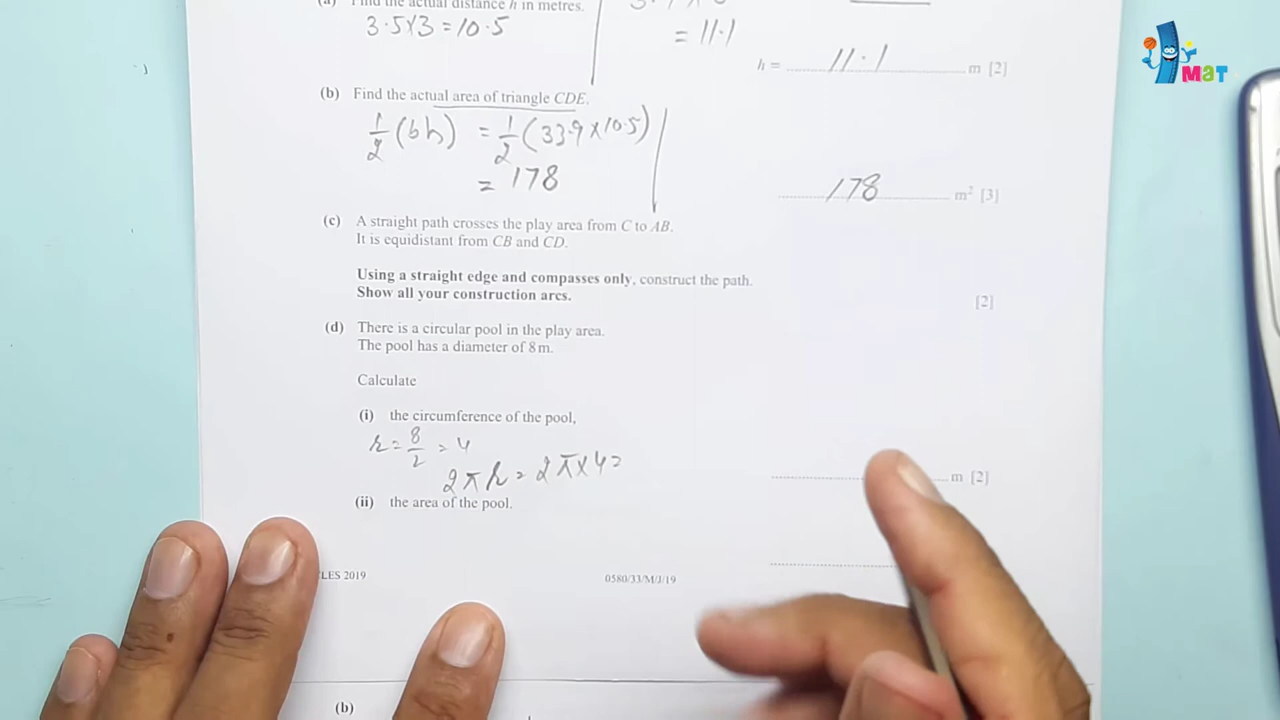 (a) Find the actual distance h in metres.
3.5×3=10.5
= 11.1
h = 11.1 m [2]
(b) Find the actual area of triangle CDE.
1/2 (bh) = 1/2 (33.9×10.5)
= 178
178 m² [3]
(c) A straight path crosses the play area from C to AB.
It is equidistant from CB and CD.
Using a straight edge and compasses only, construct the path.
Show all your construction arcs.
[2]
(d) There is a circular pool in the play area.
The pool has a diameter of 8 m.
Calculate
(i) the circumference of the pool,
r = 8/2 = 4
2πr = 2π×4=
m [2]
(ii) the area of the pool.
LES 2019
0580/33/M/J/19
(b)
MAT